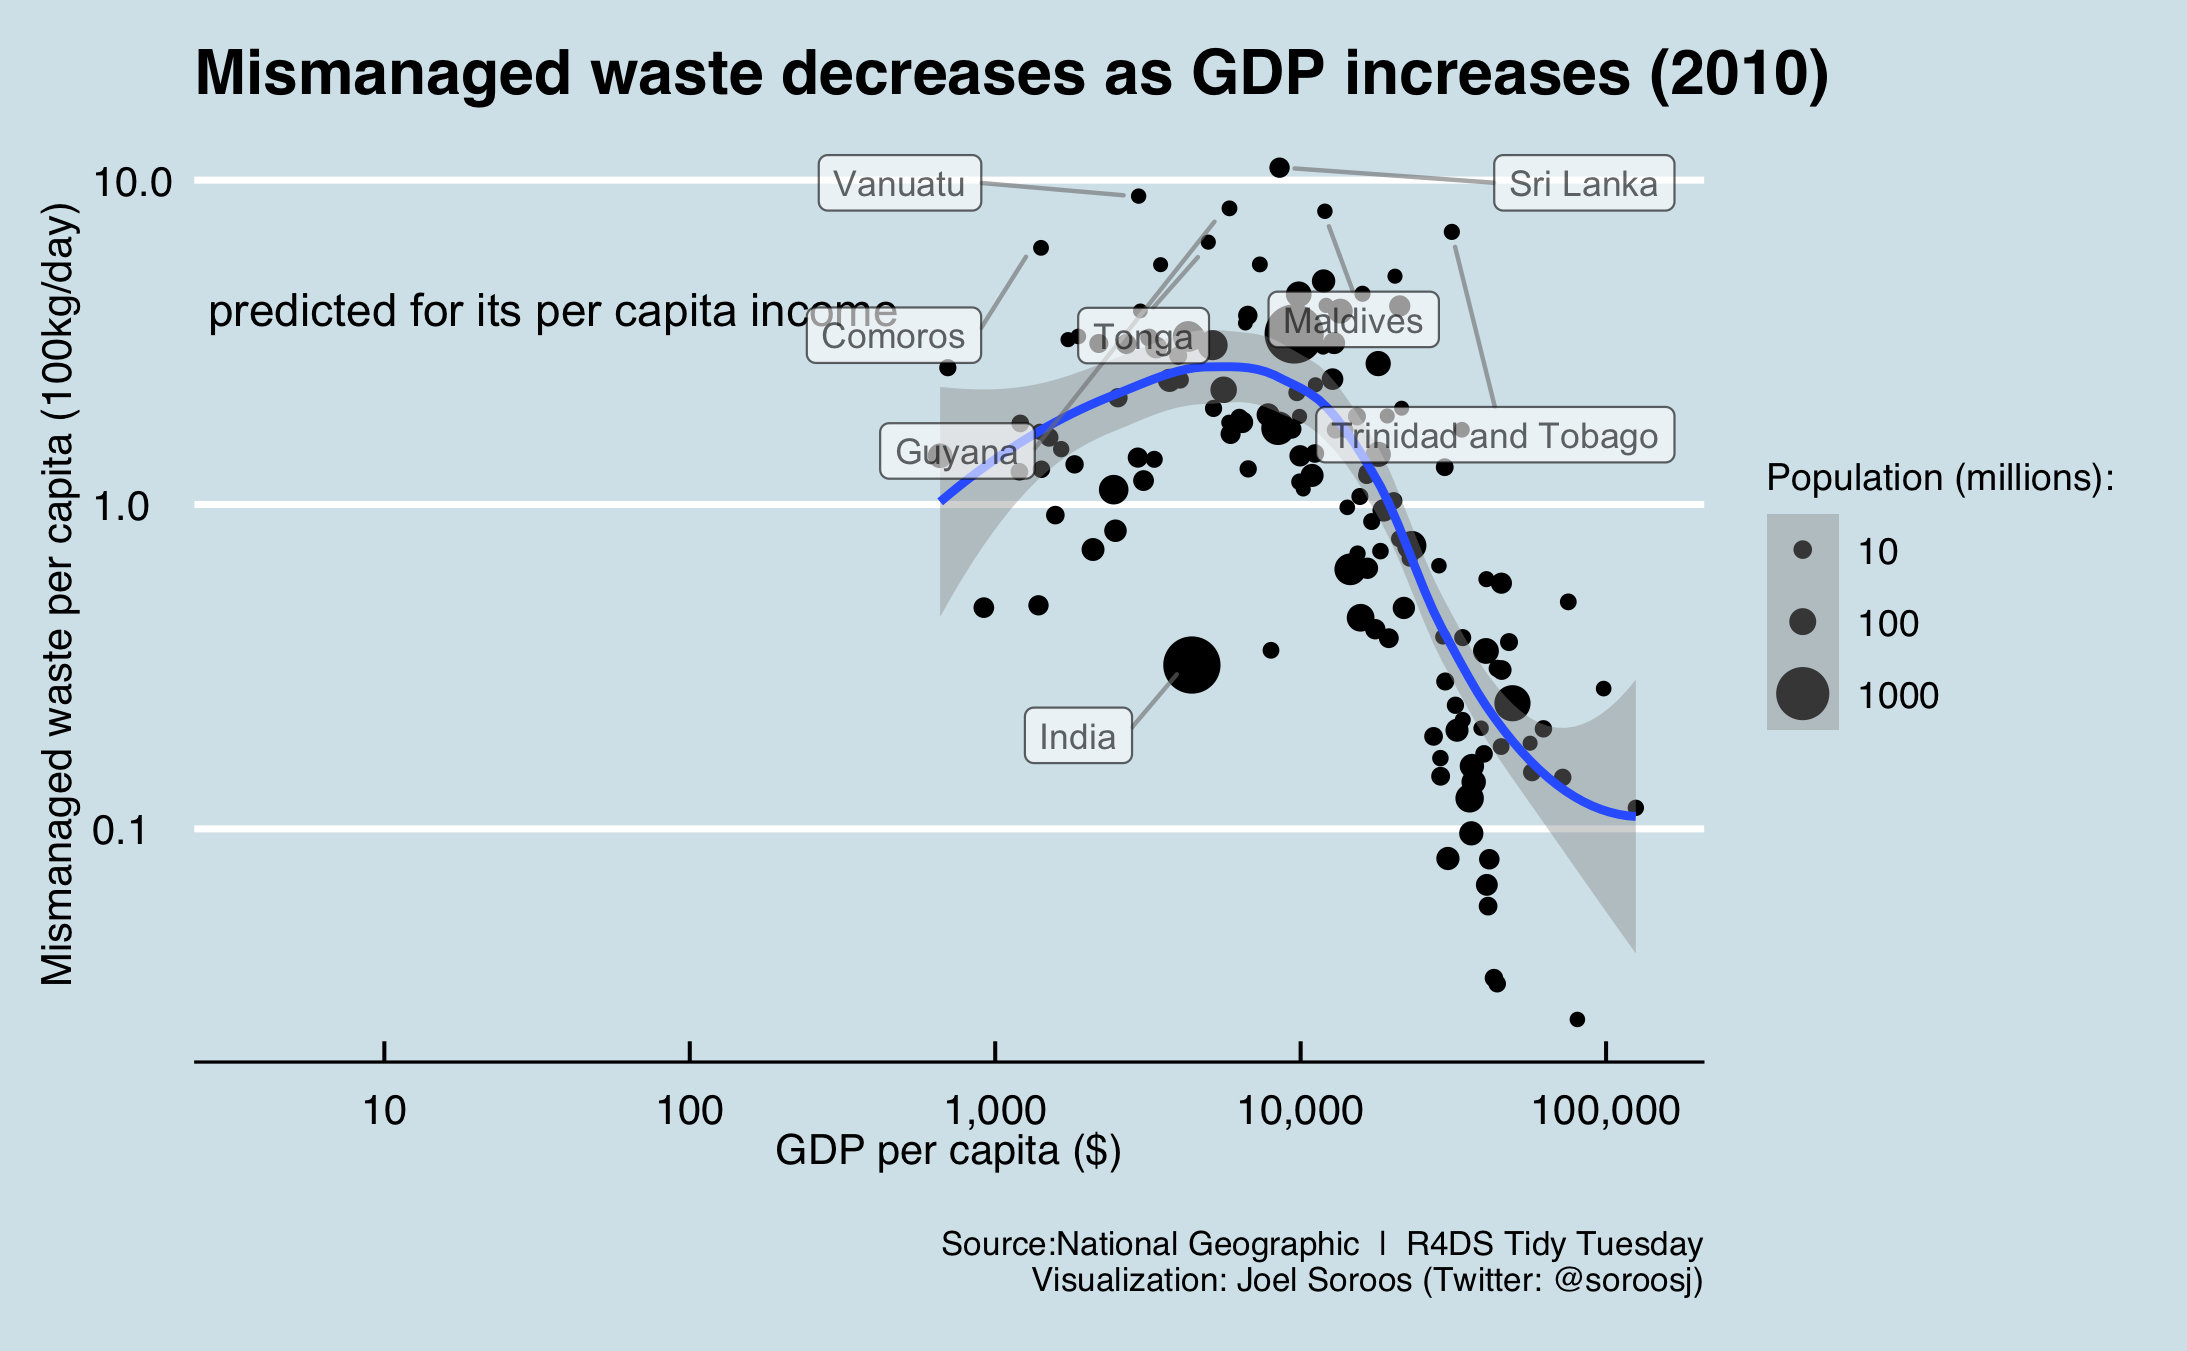 Mismanaged waste decreases as GDP increases (2010)
Mismanaged waste per capita (100kg/day)
10.0
1.0
0.1
Vanuatu
Sri Lanka
predicted for its per capita income
Comoros
Tonga
Maldives
Guyana
Trinidad and Tobago
India
Population (millions):
10
100
1000
10
100
1,000
10,000
100,000
GDP per capita ($)
Source:National Geographic | R4DS Tidy Tuesday
Visualization: Joel Soroos (Twitter: @soroosj)